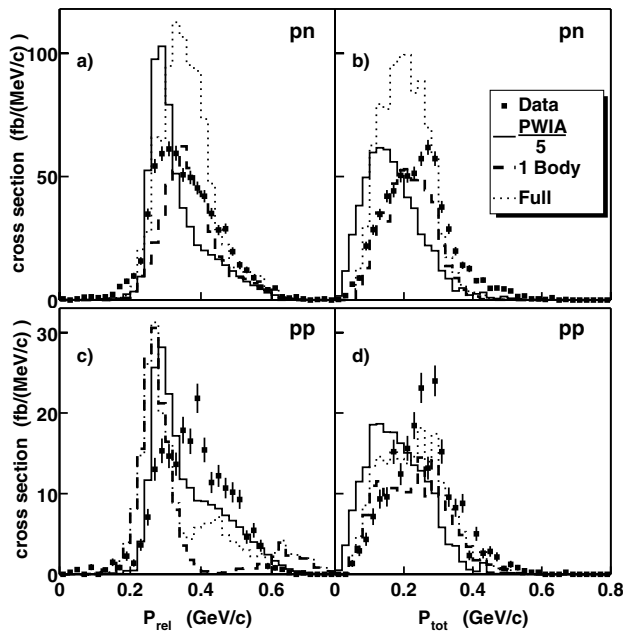 pn
pn
a)
b)
100
50
0
cross section (fb/(MeV/c))
Data
PWIA
5
1 Body
Full
pp
pp
c)
d)
30
20
10
0
cross section (fb/(MeV/c))
0 0.2 0.4 0.6 0 0.2 0.4 0.6 0.8
P_rel (GeV/c) P_tot (GeV/c)